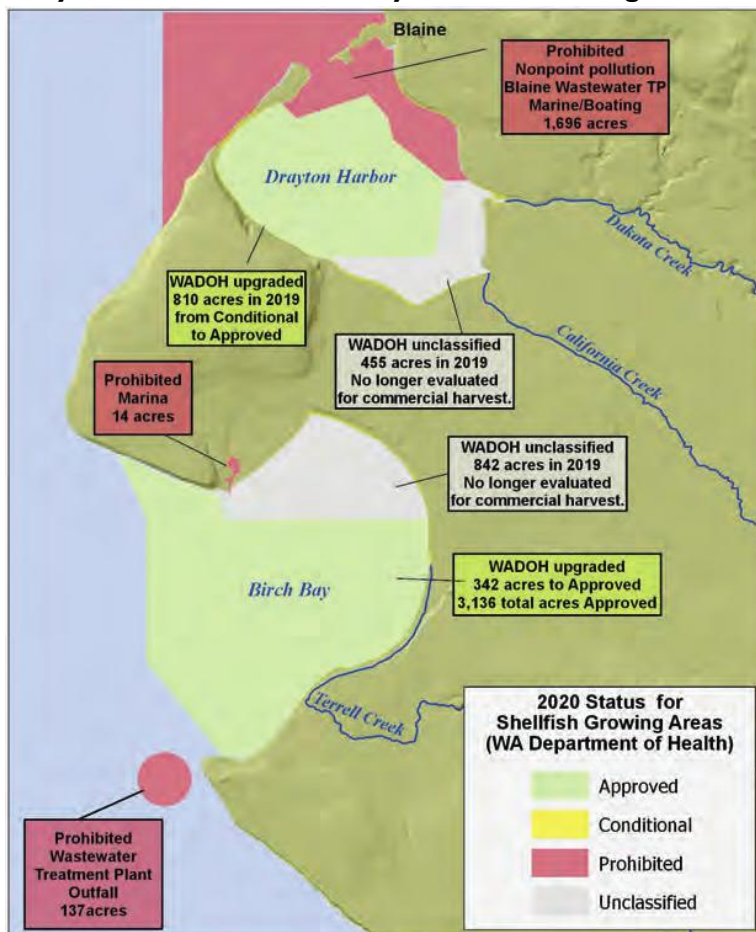 Blaine
Prohibited
Nonpoint pollution
Blaine Wastewater TP
Marine/Boating
1,696 acres
Drayton Harbor
Dakota Creek
WADOH upgraded
810 acres in 2019
from Conditional
to Approved
WADOH unclassified
455 acres in 2019
No longer evaluated
for commercial harvest.
California Creek
Prohibited
Marina
14 acres
WADOH unclassified
842 acres in 2019
No longer evaluated
for commercial harvest.
Birch Bay
WADOH upgraded
342 acres to Approved
3,136 total acres Approved
Terrell Creek
2020 Status for
Shellfish Growing Areas
(WA Department of Health)
Approved
Conditional
Prohibited
Unclassified
Prohibited
Wastewater
Treatment Plant
Outfall
137acres